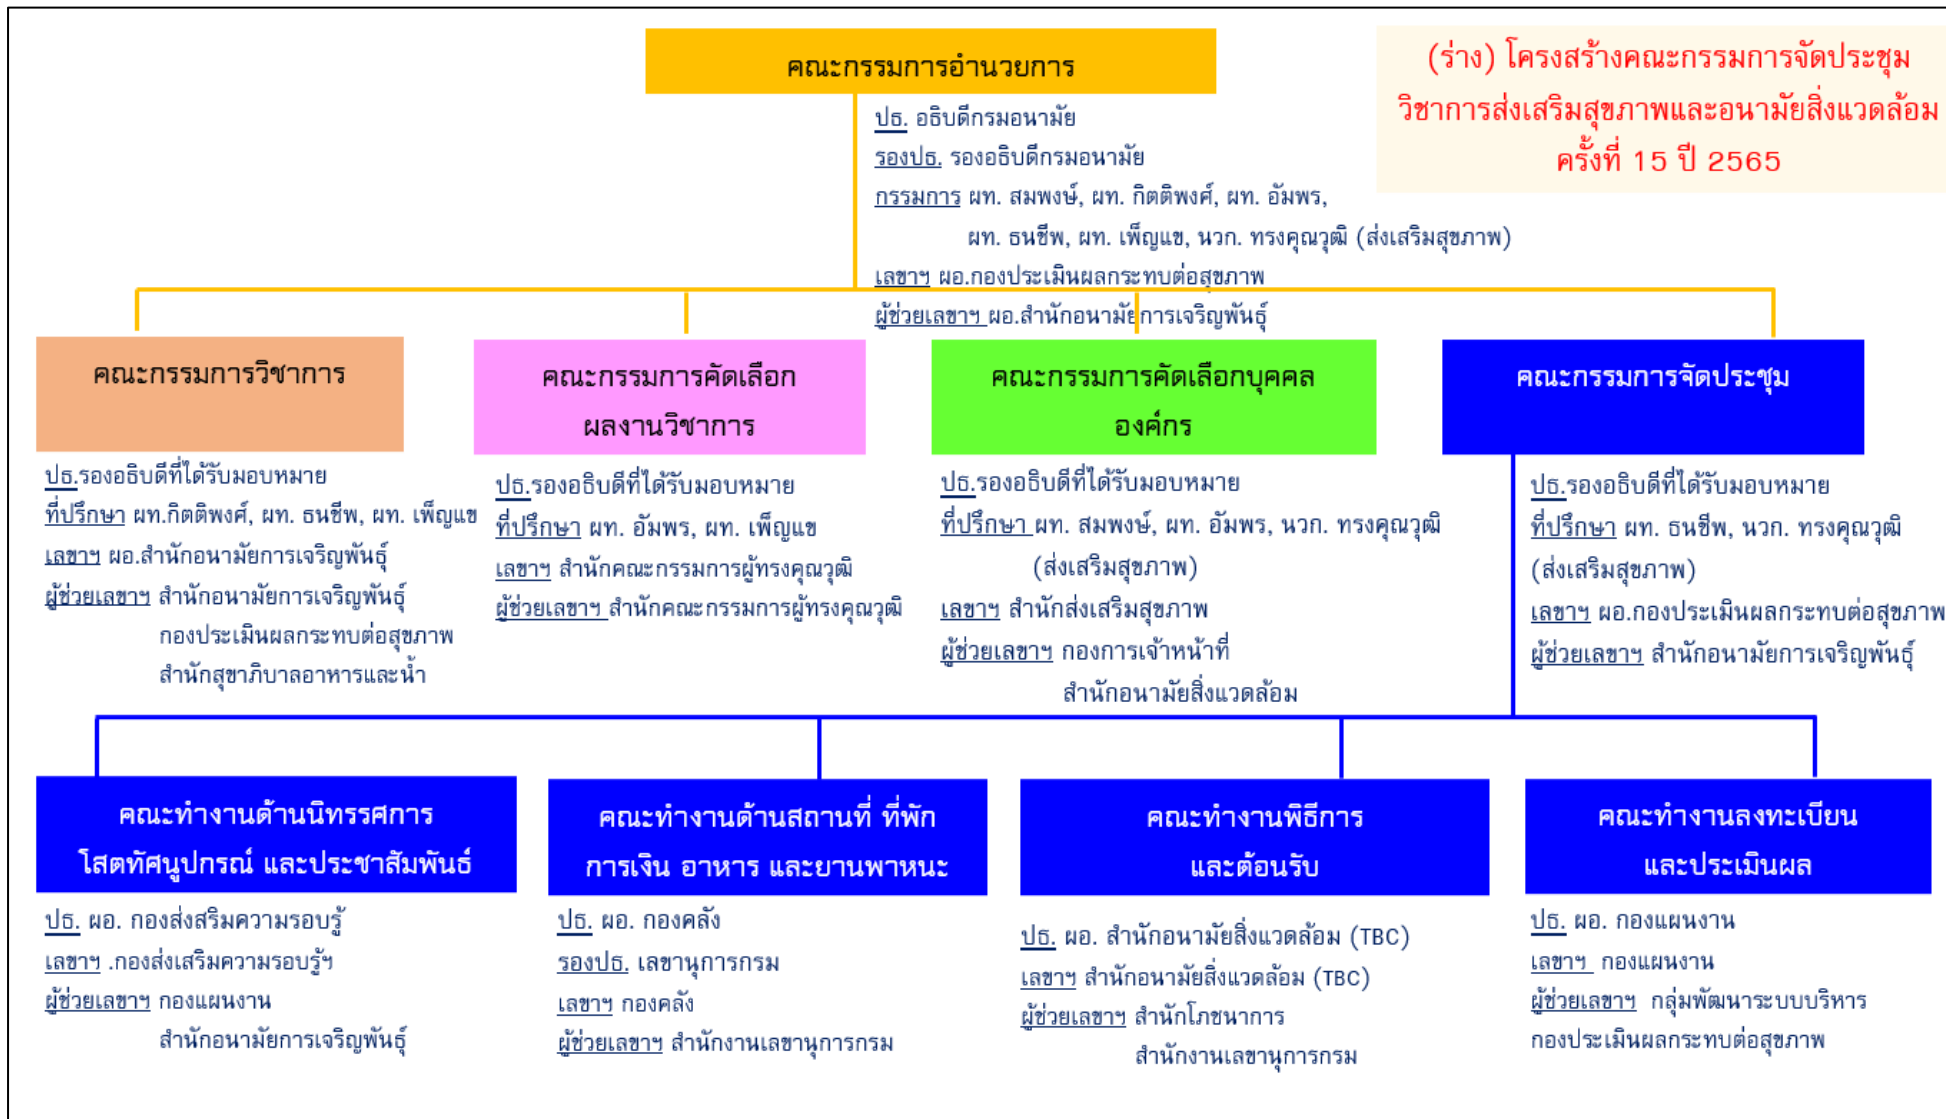 คณะกรรมการอำนวยการ
(ร่าง) โครงสร้างคณะกรรมการจัดประชุม
วิชาการส่งเสริมสุขภาพและอนามัยสิ่งแวดล้อม
ครั้งที่ 15 ปี 2565
ปธ. อธิบดีกรมอนามัย
รองปธ. รองอธิบดีกรมอนามัย
กรรมการ ผท. สมพงษ์, ผท. กิตติพงศ์, ผท. อัมพร,
ผท. ธนชีพ, ผท. เพ็ญแข, นวก. ทรงคุณวุฒิ (ส่งเสริมสุขภาพ)
เลขาฯ ผอ.กองประเมินผลกระทบต่อสุขภาพ
ผู้ช่วยเลขาฯ ผอ.สำนักอนามัยการเจริญพันธุ์
คณะกรรมการวิชาการ
ปธ.รองอธิบดีที่ได้รับมอบหมาย
ที่ปรึกษา ผท.กิตติพงศ์, ผท. ธนชีพ, ผท. เพ็ญแข
เลขาฯ ผอ.สำนักอนามัยการเจริญพันธุ์
ผู้ช่วยเลขาฯ สำนักอนามัยการเจริญพันธุ์
กองประเมินผลกระทบต่อสุขภาพ
สำนักสุขาภิบาลอาหารและน้ำ
คณะกรรมการคัดเลือก
ผลงานวิชาการ
ปธ.รองอธิบดีที่ได้รับมอบหมาย
ที่ปรึกษา ผท. อัมพร, ผท. เพ็ญแข
เลขาฯ สำนักคณะกรรมการผู้ทรงคุณวุฒิ
ผู้ช่วยเลขาฯ สำนักคณะกรรมการผู้ทรงคุณวุฒิ
คณะกรรมการคัดเลือกบุคคล
องค์กร
ปธ.รองอธิบดีที่ได้รับมอบหมาย
ที่ปรึกษา ผท. สมพงษ์, ผท. อัมพร, นวก. ทรงคุณวุฒิ
(ส่งเสริมสุขภาพ)
เลขาฯ สำนักส่งเสริมสุขภาพ
ผู้ช่วยเลขาฯ กองการเจ้าหน้าที่
สำนักอนามัยสิ่งแวดล้อม
คณะกรรมการจัดประชุม
ปธ.รองอธิบดีที่ได้รับมอบหมาย
ที่ปรึกษา ผท. ธนชีพ, นวก. ทรงคุณวุฒิ
(ส่งเสริมสุขภาพ)
เลขาฯ ผอ.กองประเมินผลกระทบต่อสุขภาพ
ผู้ช่วยเลขาฯ สำนักอนามัยการเจริญพันธุ์
คณะทำงานด้านนิทรรศการ
โสตทัศนูปกรณ์ และประชาสัมพันธ์
ปธ. ผอ. กองส่งสริมความรอบรู้
เลขาฯ .กองส่งเสริมความรอบรู้ฯ
ผู้ช่วยเลขาฯ กองแผนงาน
สำนักอนามัยการเจริญพันธุ์
คณะทำงานด้านสถานที่ ที่พัก
การเงิน อาหาร และยานพาหนะ
ปธ. ผอ. กองคลัง
รองปธ. เลขานุการกรม
เลขาฯ กองคลัง
ผู้ช่วยเลขาฯ สำนักงานเลขานุการกรม
คณะทำงานพิธีการ
และต้อนรับ
ปธ. ผอ. สำนักอนามัยสิ่งแวดล้อม (TBC)
เลขาฯ สำนักอนามัยสิ่งแวดล้อม (TBC)
ผู้ช่วยเลขาฯ สำนักโภชนาการ
สำนักงานเลขานุการกรม
คณะทำงานลงทะเบียน
และประเมินผล
ปธ. ผอ. กองแผนงาน
เลขาฯ กองแผนงาน
ผู้ช่วยเลขาฯ กลุ่มพัฒนาระบบบริหาร
กองประเมินผลกระทบต่อสุขภาพ